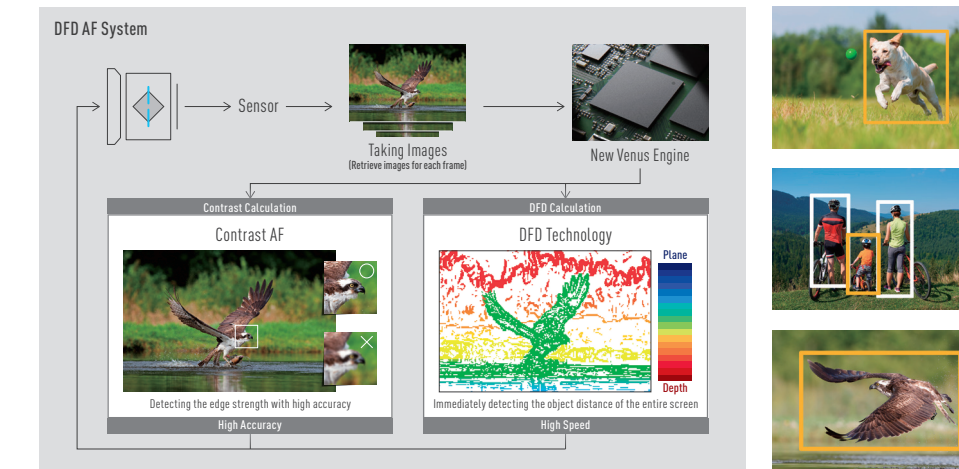 DFD AF System
Sensor
Taking Images
(Retrieve images for each frame)
New Venus Engine
Contrast Calculation
Contrast AF
Detecting the edge strength with high accuracy
High Accuracy
DFD Calculation
DFD Technology
Plane
Depth
Immediately detecting the object distance of the entire screen
High Speed